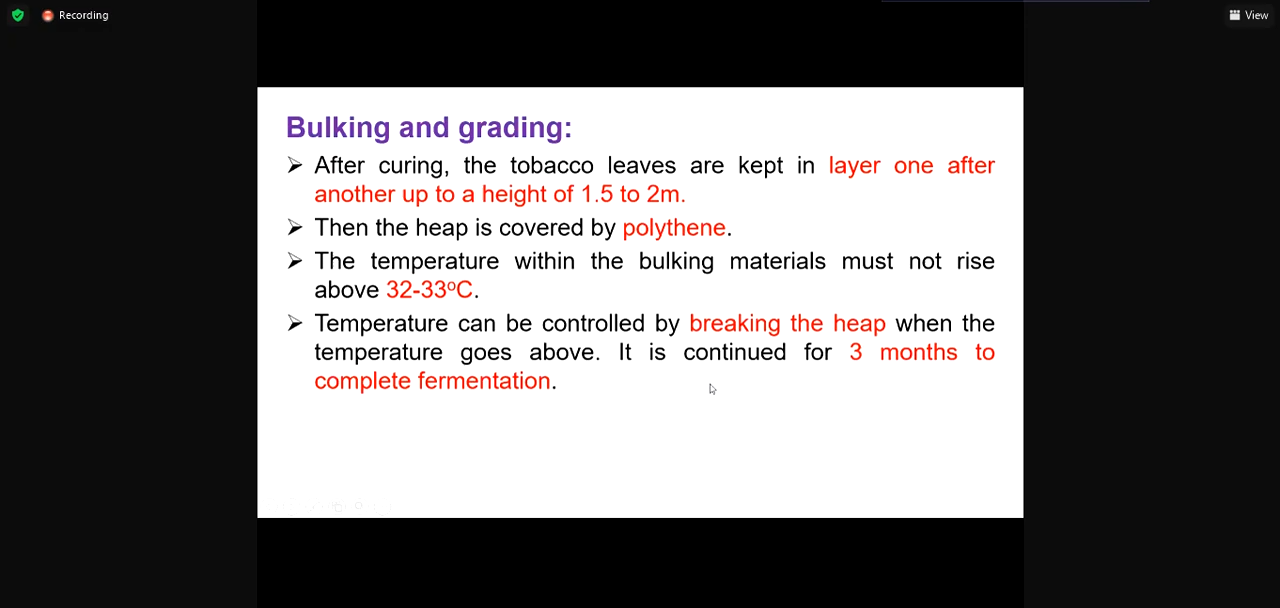 Recording
View
Bulking and grading:
➢ After curing, the tobacco leaves are kept in layer one after
another up to a height of 1.5 to 2m.
➢ Then the heap is covered by polythene.
➢ The temperature within the bulking materials must not rise
above 32-33ºC.
➢ Temperature can be controlled by breaking the heap when the
temperature goes above. It is continued for 3 months to
complete fermentation.